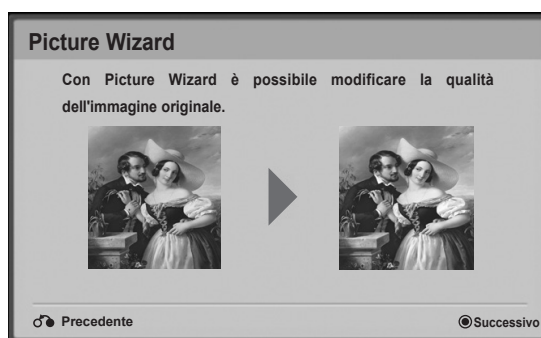 Picture Wizard
Con Picture Wizard è possibile modificare la qualità
dell'immagine originale.
Precedente
Successivo